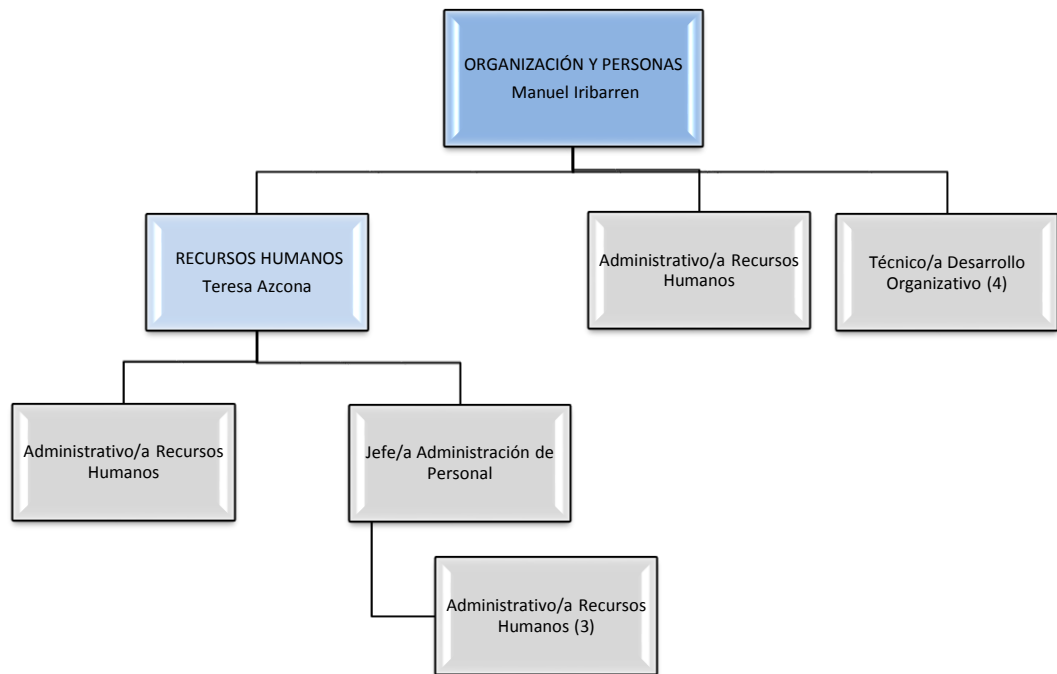 ORGANIZACIÓN Y PERSONAS
Manuel Iribarren
RECURSOS HUMANOS
Teresa Azcona
Administrativo/a Recursos
Humanos
Técnico/a Desarrollo
Organizativo (4)
Administrativo/a Recursos
Humanos
Jefe/a Administración de
Personal
Administrativo/a Recursos
Humanos (3)